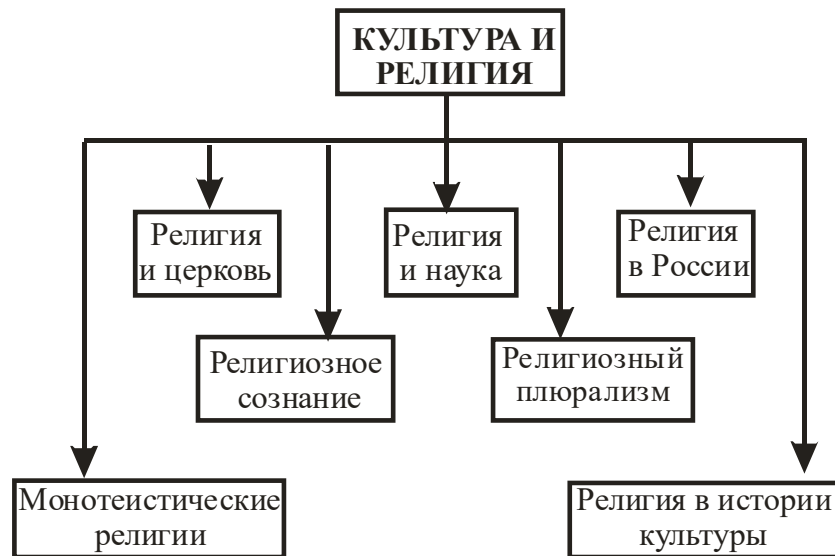 КУЛЬТУРА И
РЕЛИГИЯ
Религия
и церковь
Религия
и наука
Религия
в России
Религиозное
сознание
Религиозный
плюрализм
Монотеистические
религии
Религия в истории
культуры